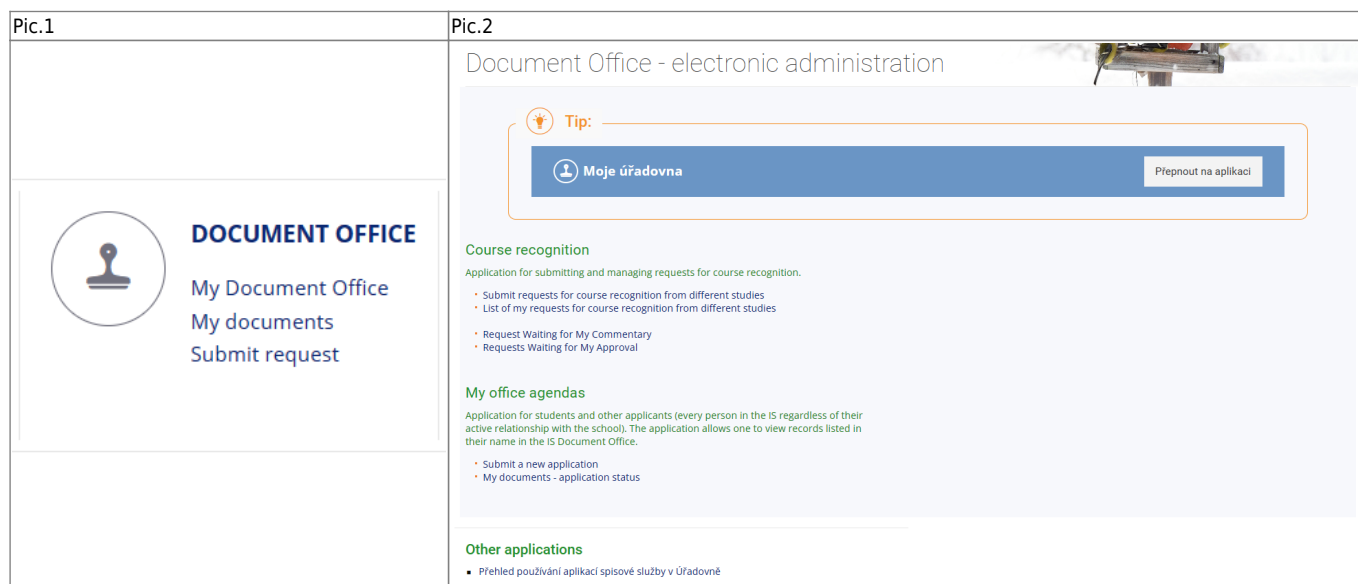 Pic.1
Pic.2
DOCUMENT OFFICE
My Document Office
My documents
Submit request
Document Office - electronic administration
Tip:
Moje úřadovna
Přepnout na aplikaci
Course recognition
Application for submitting and managing requests for course recognition.
Submit requests for course recognition from different studies
List of my requests for course recognition from different studies
Request Waiting for My Commentary
Requests Waiting for My Approval
My office agendas
Application for students and other applicants (every person in the IS regardless of their
active relationship with the school). The application allows one to view records listed in
their name in the IS Document Office.
Submit a new application
My documents - application status
Other applications
Přehled používání aplikací spisové služby v Úřadovně